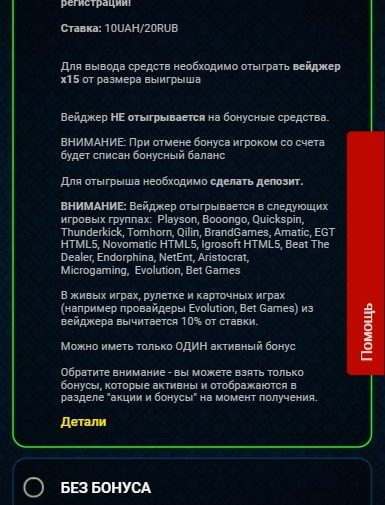 регистрации!
Ставка: 10UAH/20RUB
Для вывода средств необходимо отыграть вейджер
x15 от размера выигрыша
Вейджер НЕ отыгрывается на бонусные средства.
ВНИМАНИЕ: При отмене бонуса игроком со счета
будет списан бонусный баланс
Для отыгрыша необходимо сделать депозит.
ВНИМАНИЕ: Вейджер отыгрывается в следующих
игровых группах: Playson, Booongo, Quickspin,
Thunderkick, Tomhorn, Qilin, BrandGames, Amatic, EGT
HTML5, Novomatic HTML5, Igrosoft HTML5, Beat The
Dealer, Endorphina, NetEnt, Aristocrat,
Microgaming, Evolution, Bet Games
В живых играх, рулетке и карточных играх
(например провайдеры Evolution, Bet Games) из
вейджера вычитается 10% от ставки.
Можно иметь только ОДИН активный бонус
Обратите внимание - вы можете взять только
бонусы, которые активны и отображаются в
разделе "акции и бонусы" на момент получения.
Детали
БЕЗ БОНУСА
Помощь